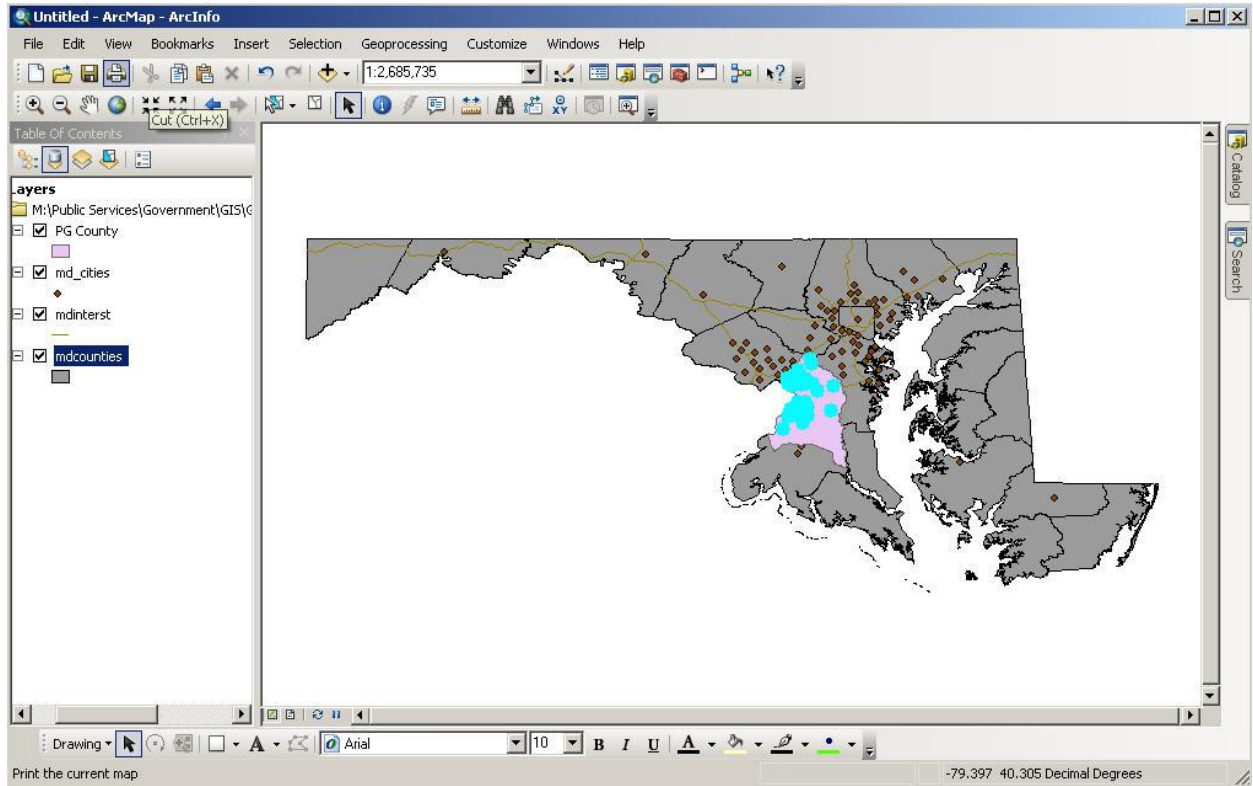 Untitled - ArcMap - ArcInfo
File Edit View Bookmarks Insert Selection Geoprocessing Customize Windows Help
1:2,685,735
Cut (Ctrl+X)
Table Of Contents
Layers
M:\Public Services\Government\GIS\G
PG County
md_cities
mdinterst
mdcounties
Catalog
Search
Drawing A Arial 10 B I U A
Print the current map
-79.397 40.305 Decimal Degrees